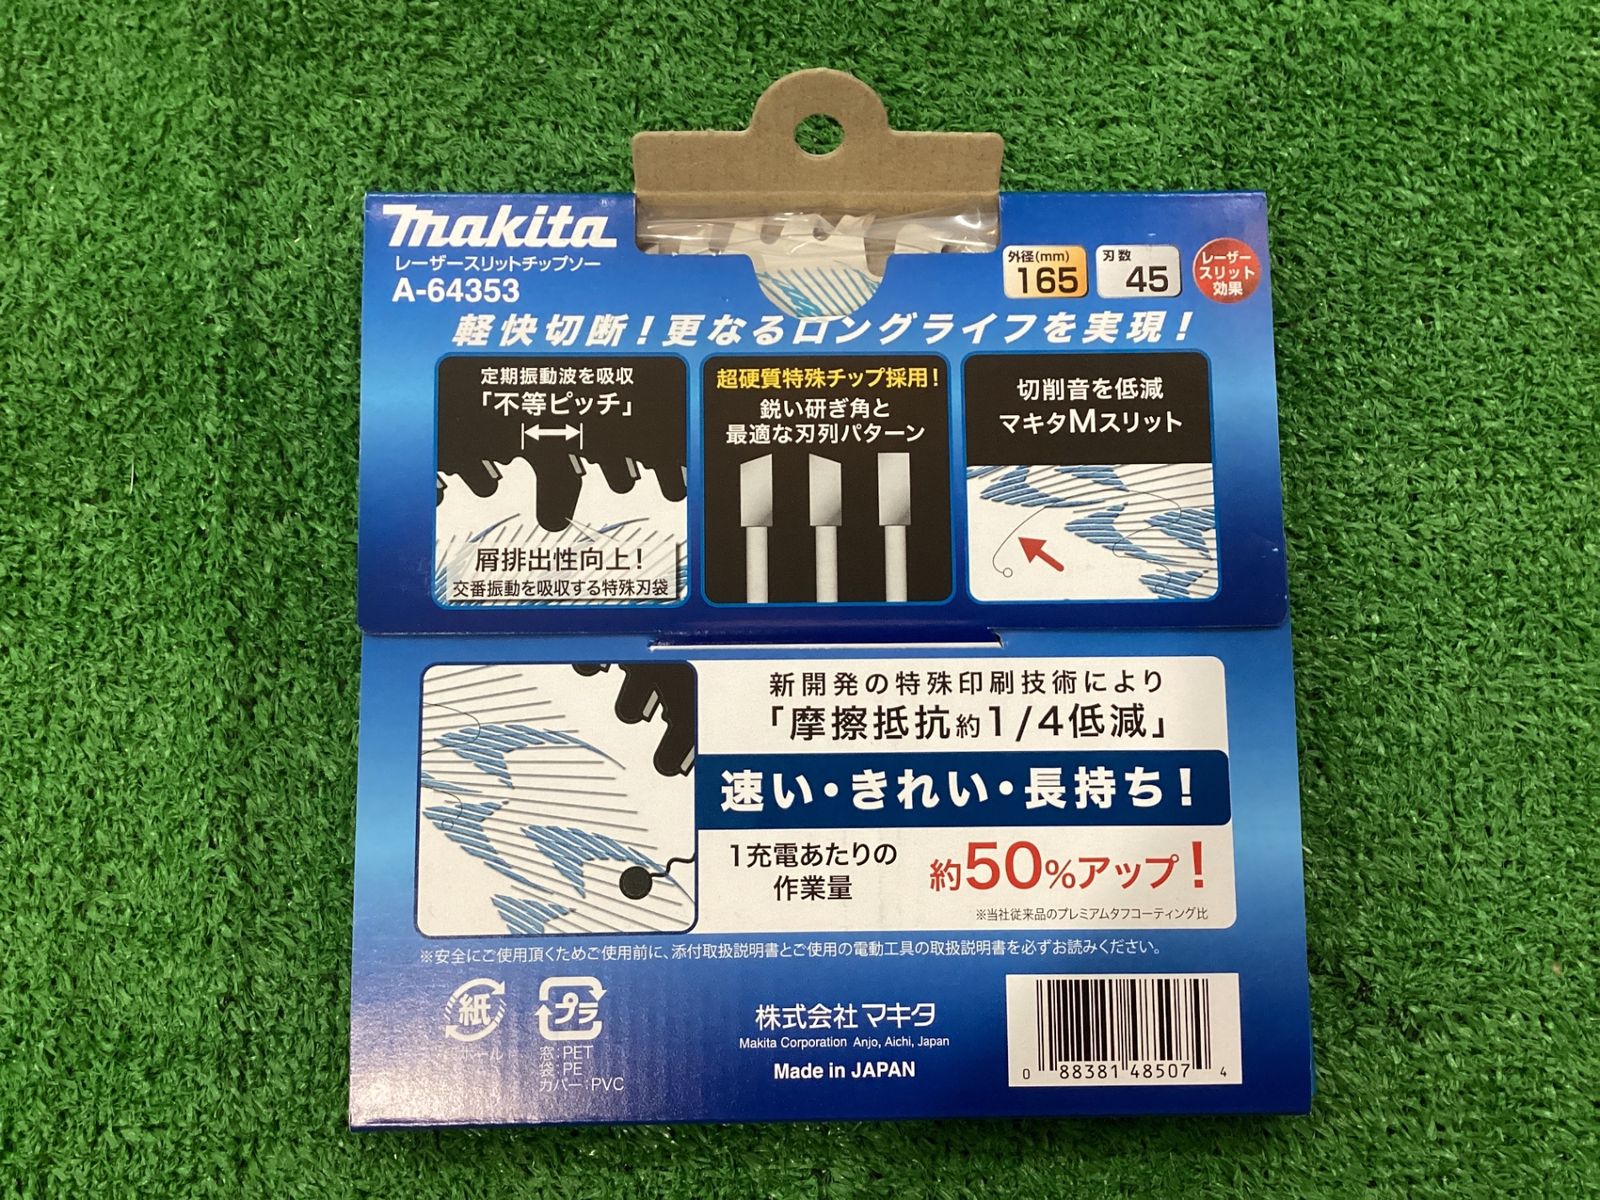 makita
レーザースリットチップソー
A-64353
外径(mm)
165
刃数
45
レーザー
スリット
効果
軽快切断！更なるロングライフを実現！
定期振動波を吸収
「不等ピッチ」
屑排出性向上！
交番振動を吸収する特殊刃袋
超硬質特殊チップ採用！
鋭い研ぎ角と
最適な刃列パターン
切削音を低減
マキタMスリット
新開発の特殊印刷技術により
「摩擦抵抗約1/4低減」
速い・きれい・長持ち！
1充電あたりの
作業量
約50%アップ！
※当社従来品のプレミアムタフコーティング比
※安全にご使用頂くためご使用前に、添付取扱説明書とご使用の電動工具の取扱説明書を必ずお読みください。
紙
プラ
窓:PET
袋:PE
カバー:PVC
株式会社マキタ
Makita Corporation Anjo, Aichi, Japan
Made in JAPAN
0 88381 48507 4